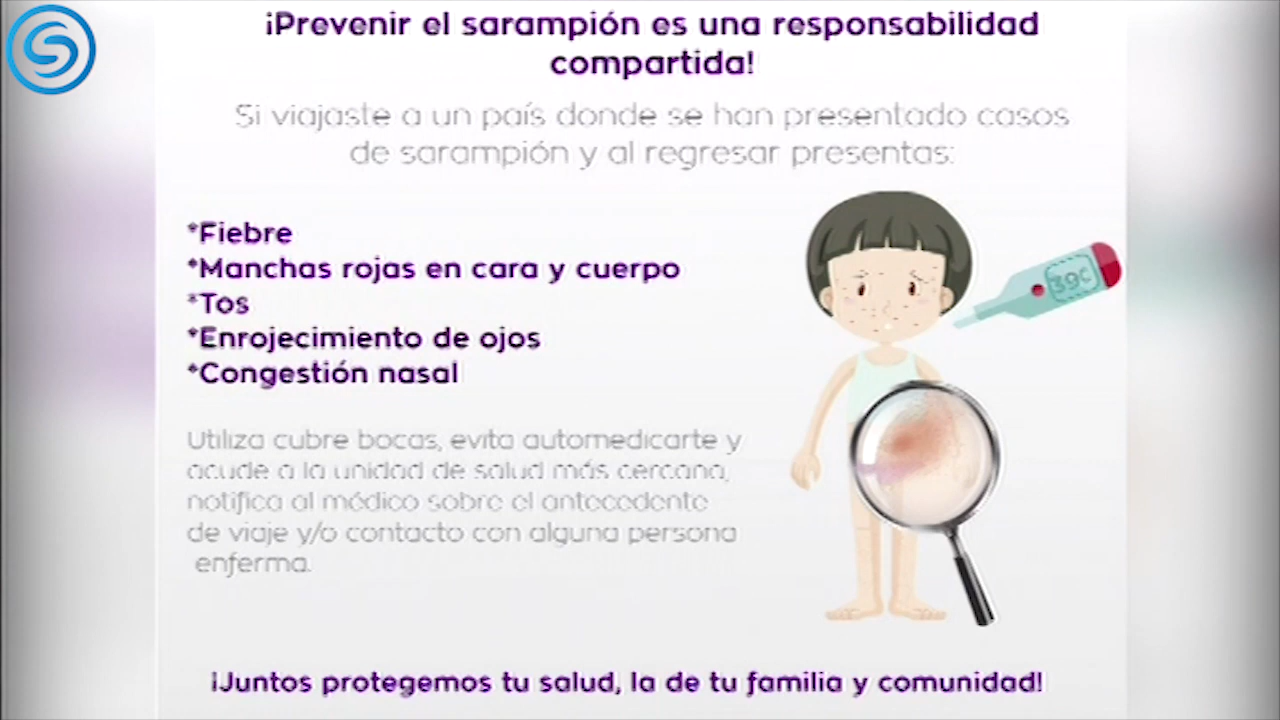 ¡Prevenir el sarampión es una responsabilidad
compartida!
Si viajaste a un país donde se han presentado casos
de sarampión y al regresar presentas:
*Fiebre
*Manchas rojas en cara y cuerpo
*Tos
*Enrojecimiento de ojos
*Congestión nasal
39C
Utiliza cubre bocas, evita automedicarte y
acude a la unidad de salud más cercana,
notifica al médico sobre el antecedente
de viaje y/o contacto con alguna persona
enferma.
¡Juntos protegemos tu salud, la de tu familia y comunidad!